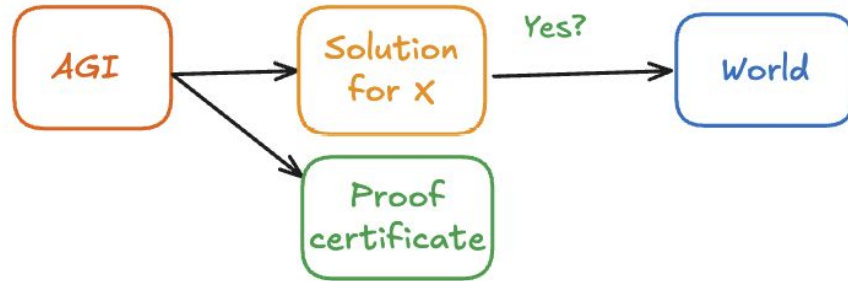 AGI
Solution
for X
Yes?
World
Proof
certificate